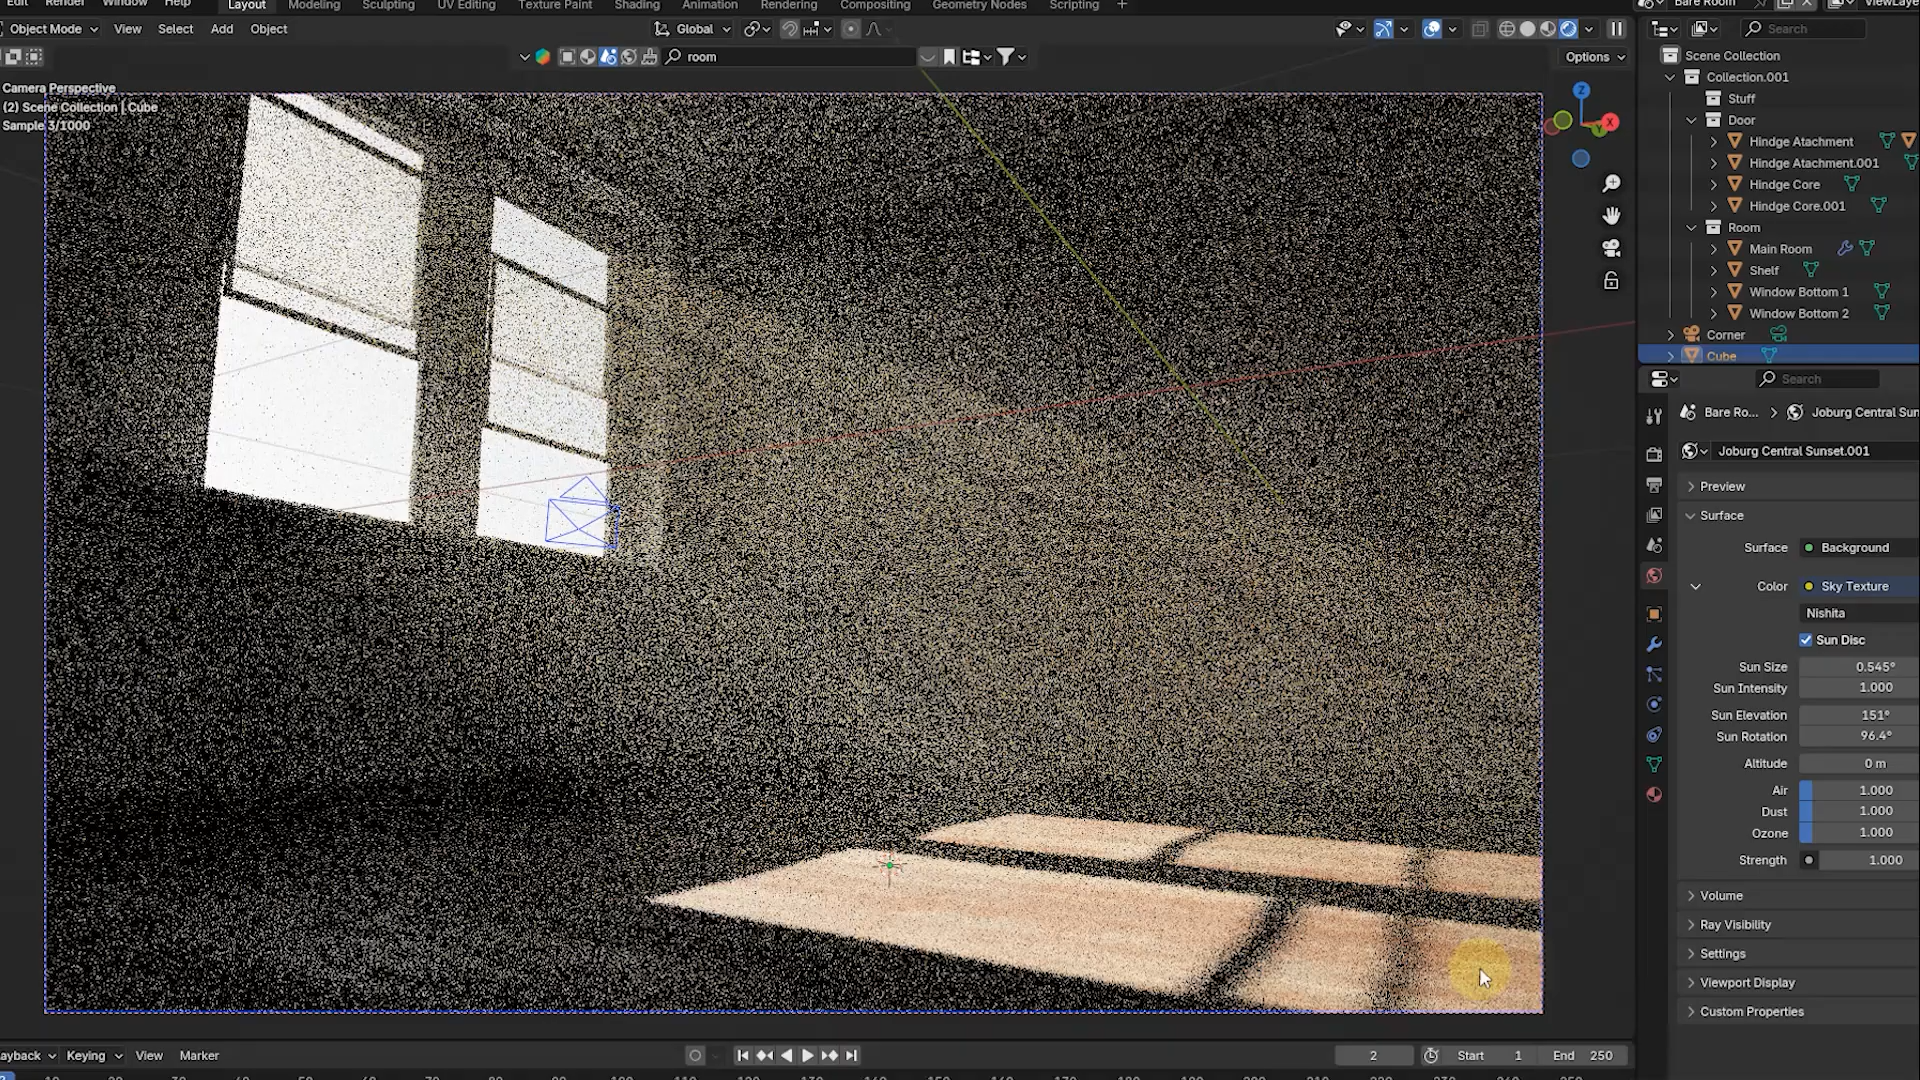 Edit Render Window Help Layout Modeling Sculpting UV Editing Texture Paint Shading Animation Rendering Compositing Geometry Nodes Scripting + Bare Room ViewLaye
Object Mode View Select Add Object Global Search
room Options
Camera Perspective
(2) Scene Collection | Cube
Sample 3/1000
Z
X
Y
Scene Collection
Collection.001
Stuff
Door
Hindge Atachment
Hindge Atachment.001
Hindge Core
Hindge Core.001
Room
Main Room
Shelf
Window Bottom 1
Window Bottom 2
Corner
Cube
Search
Bare Ro... > Joburg Central Sun
Joburg Central Sunset.001
Preview
Surface
Surface Background
Color Sky Texture
Nishita
Sun Disc
Sun Size 0.545°
Sun Intensity 1.000
Sun Elevation 151°
Sun Rotation 96.4°
Altitude 0 m
Air 1.000
Dust 1.000
Ozone 1.000
Strength 1.000
Volume
Ray Visibility
Settings
Viewport Display
Custom Properties
ayback Keying View Marker 2 Start 1 End 250